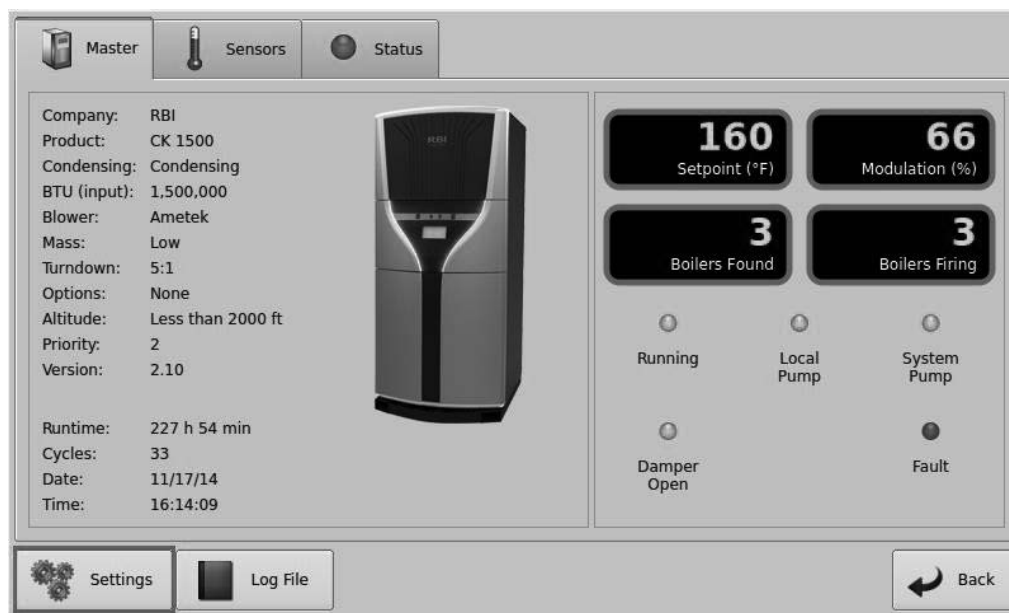 Master
Sensors
Status
Company: RBI
Product: CK 1500
Condensing: Condensing
BTU (input): 1,500,000
Blower: Ametek
Mass: Low
Turndown: 5:1
Options: None
Altitude: Less than 2000 ft
Priority: 2
Version: 2.10
Runtime: 227 h 54 min
Cycles: 33
Date: 11/17/14
Time: 16:14:09
RBI
160
Setpoint (°F)
66
Modulation (%)
3
Boilers Found
3
Boilers Firing
Running
Local
Pump
System
Pump
Damper
Open
Fault
Settings
Log File
Back